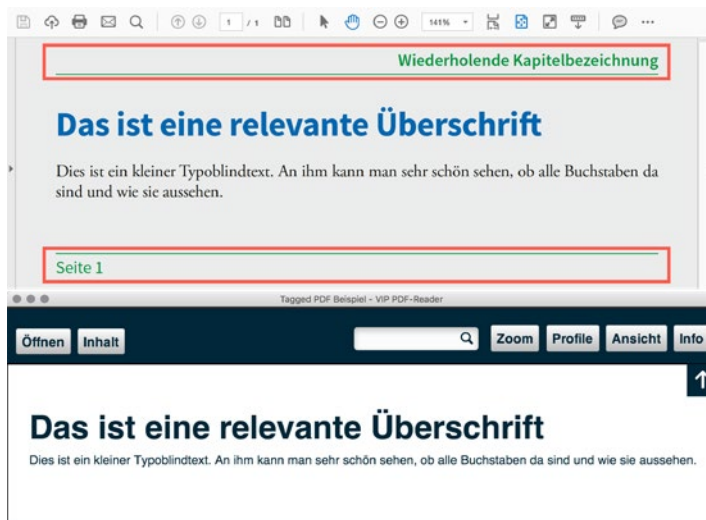 1 / 1 141%
Wiederholende Kapitelbezeichnung
Das ist eine relevante Überschrift
Dies ist ein kleiner Typoblindtext. An ihm kann man sehr schön sehen, ob alle Buchstaben da
sind und wie sie aussehen.
Seite 1
Tagged PDF Beispiel - VIP PDF-Reader
Öffnen Inhalt Zoom Profile Ansicht Info
Das ist eine relevante Überschrift
Dies ist ein kleiner Typoblindtext. An ihm kann man sehr schön sehen, ob alle Buchstaben da sind und wie sie aussehen.